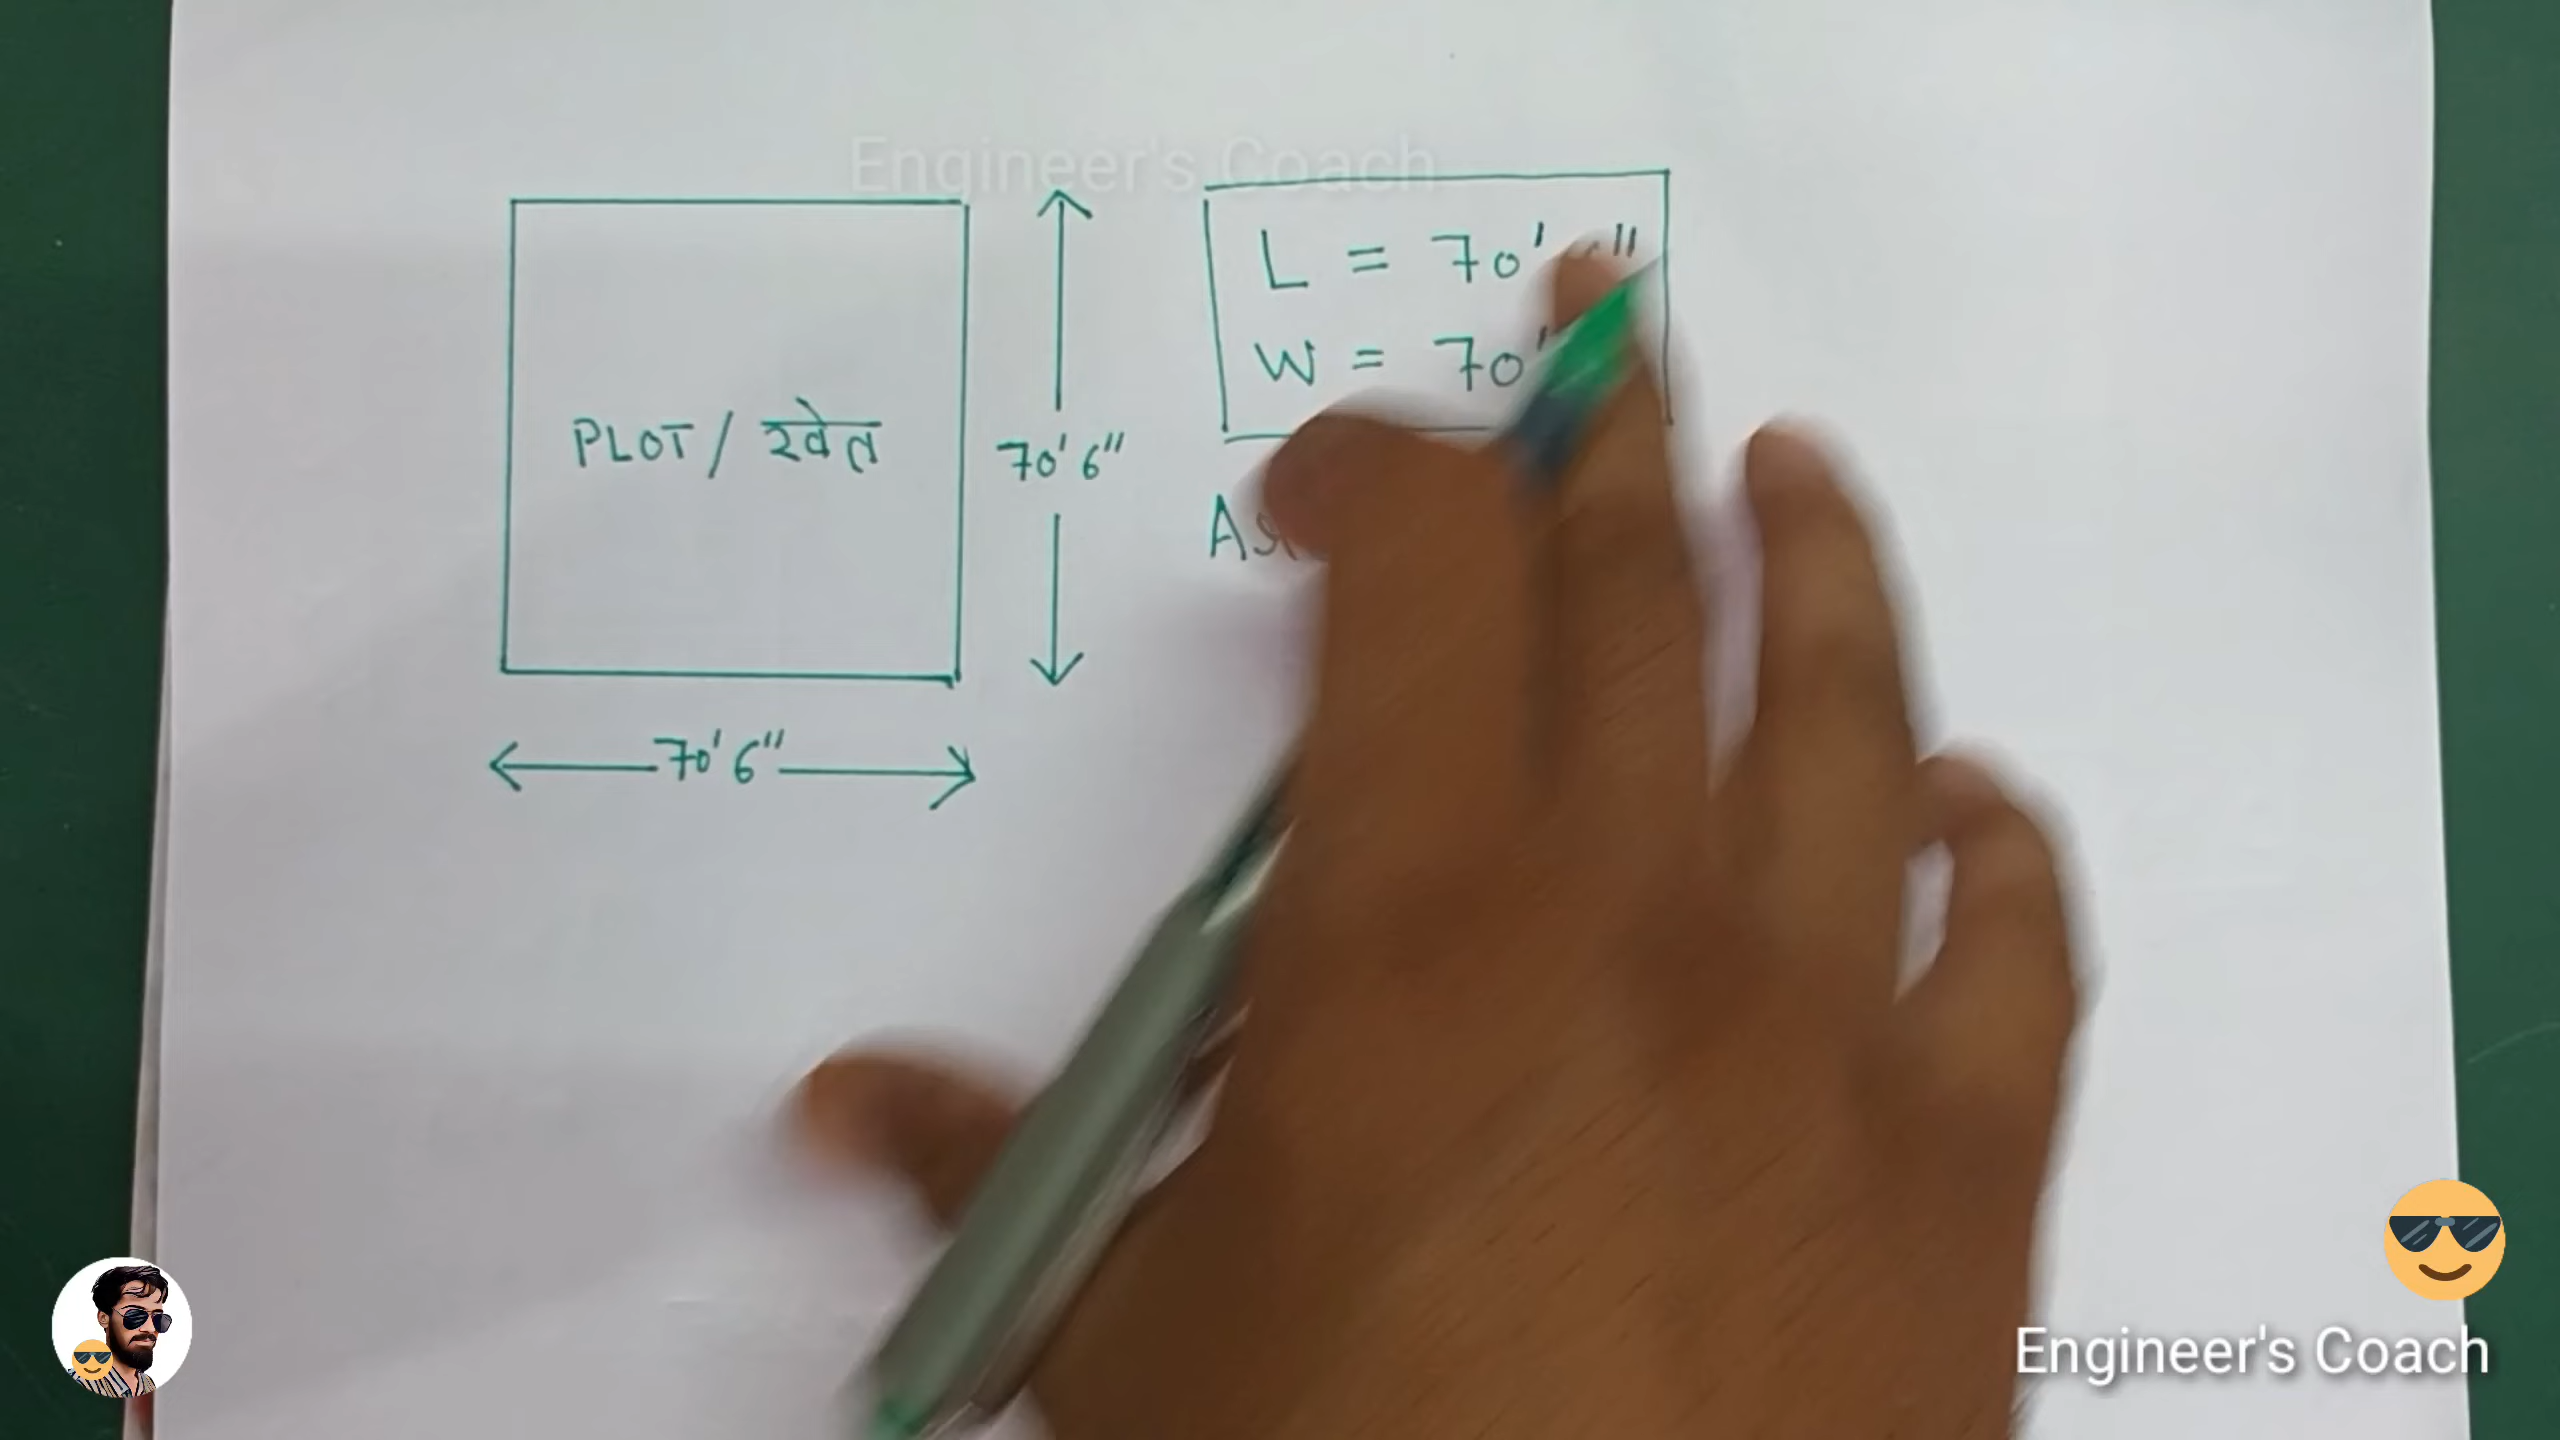 Engineer's Coach
L = 70'
W = 70'
PLOT / खेत
70' 6"
70' 6"
Engineer's Coach